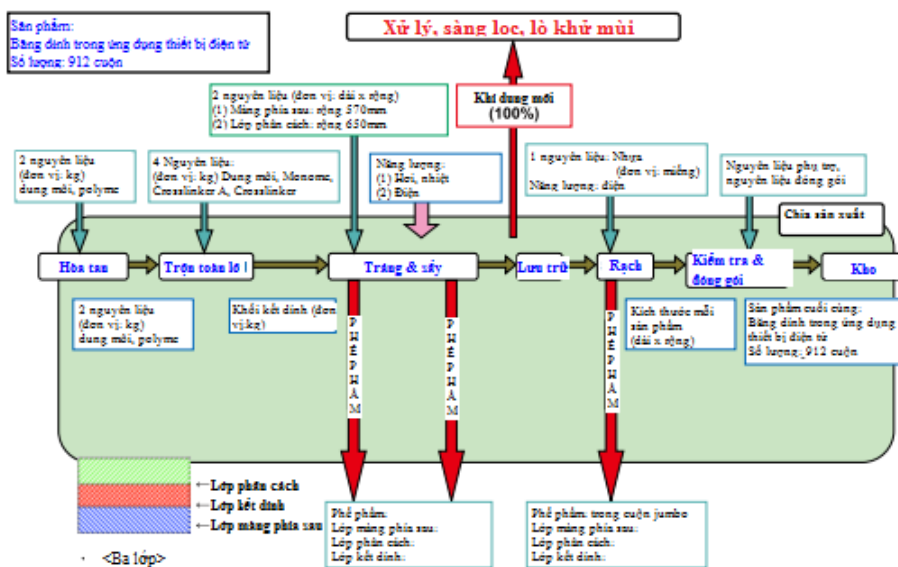 Sản phẩm:
Băng dính trong ứng dụng thiết bị điện tử
Số lượng: 912 cuộn
Xử lý, sàng lọc, lò khử mùi
2 nguyên liệu (đơn vị: dài x rộng)
(1) Màng phía sau: rộng 570mm
(2) Lớp phân cách: rộng 650mm
Khí dung môi
(100%)
2 nguyên liệu
(đơn vị: kg)
dung môi, polyme
4 Nguyên liệu:
(đơn vị: kg) Dung môi, Monome,
Crosslinker A, Crosslinker
Năng lượng:
(1) Hơi, nhiệt
(2) Điện
1 nguyên liệu: Nhựa
(đơn vị: miếng)
Năng lượng: điện
Nguyên liệu phụ trợ,
nguyên liệu đóng gói
Chia sản xuất
Hòa tan
Trộn toàn lô l
Tráng & sấy
Lưu trữ
Rạch
Kiểm tra &
đóng gói
Kho
2 nguyên liệu
(đơn vị: kg)
dung môi, polyme
Khối kết dính (đơn
vị:kg)
PHẾ PHẨM
PHẾ PHẨM
PHẾ PHẨM
Kích thước mỗi
sản phẩm
(dài x rộng)
Sản phẩm cuối cùng:
Băng dính trong ứng dụng
thiết bị điện tử
Số lượng: 912 cuộn
←Lớp phân cách
←Lớp kết dính
←Lớp màng phía sau
· <Ba lớp>
Phế phẩm:
Lớp màng phía sau:
Lớp phân cách:
Lớp kết dính:
Phế phẩm: trong cuộn jumbo
Lớp màng phía sau:
Lớp phân cách:
Lớp kết dính: